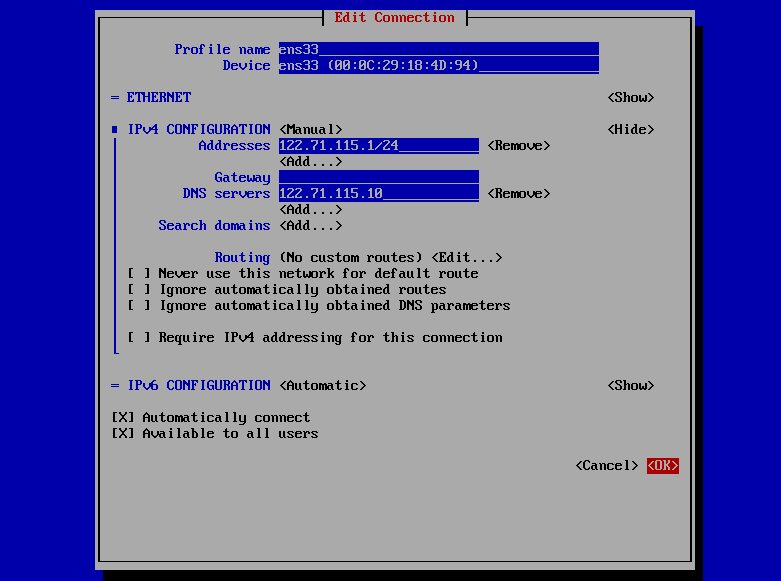 Edit Connection
Profile name ens33
Device ens33 (00:0C:29:18:4D:94)
= ETHERNET <Show>
IPv4 CONFIGURATION <Manual> <Hide>
Addresses 122.71.115.1/24 <Remove>
<Add...>
Gateway
DNS servers 122.71.115.10 <Remove>
<Add...>
Search domains <Add...>
Routing (No custom routes) <Edit...>
[ ] Never use this network for default route
[ ] Ignore automatically obtained routes
[ ] Ignore automatically obtained DNS parameters
[ ] Require IPv4 addressing for this connection
= IPv6 CONFIGURATION <Automatic> <Show>
[X] Automatically connect
[X] Available to all users
<Cancel> <OK>